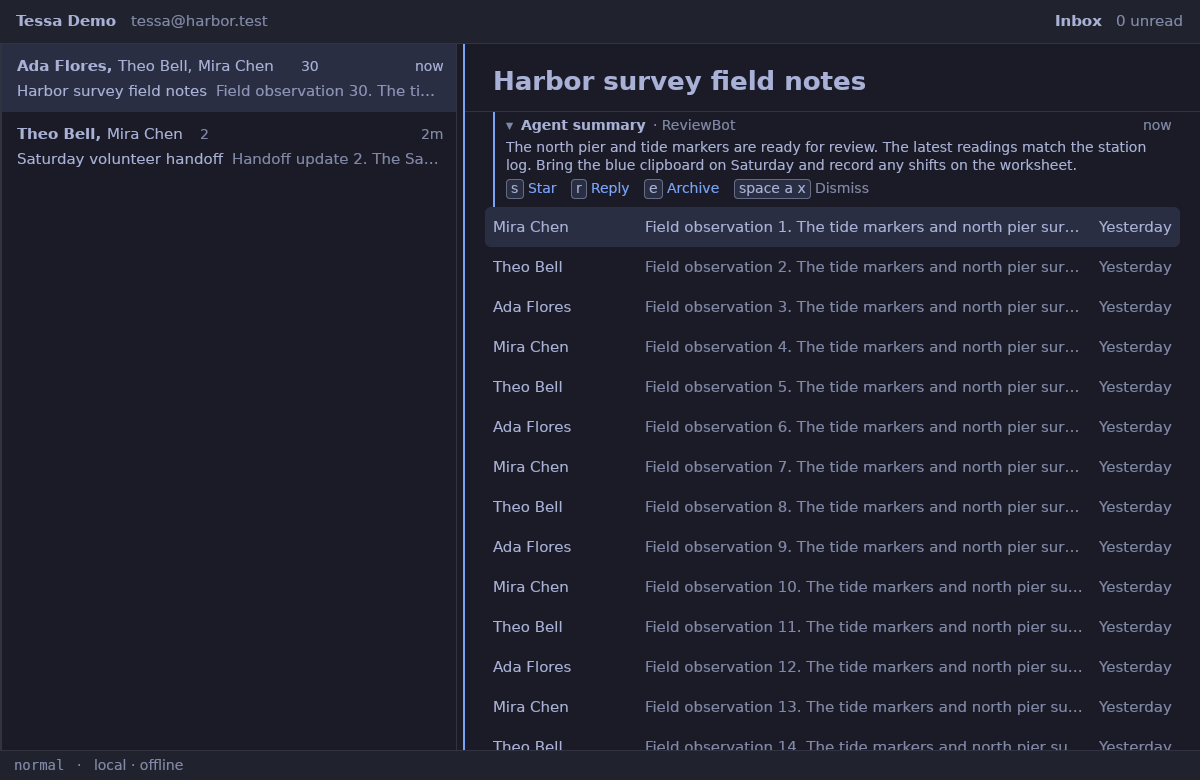 Tessa Demo tessa@harbor.test Inbox 0 unread
Ada Flores, Theo Bell, Mira Chen 30 now
Harbor survey field notes Field observation 30. The ti…
Theo Bell, Mira Chen 2 2m
Saturday volunteer handoff Handoff update 2. The Sa…
Harbor survey field notes
▾ Agent summary · ReviewBot now
The north pier and tide markers are ready for review. The latest readings match the station
log. Bring the blue clipboard on Saturday and record any shifts on the worksheet.
s Star r Reply e Archive space a x Dismiss
Mira Chen Field observation 1. The tide markers and north pier sur… Yesterday
Theo Bell Field observation 2. The tide markers and north pier sur… Yesterday
Ada Flores Field observation 3. The tide markers and north pier sur… Yesterday
Mira Chen Field observation 4. The tide markers and north pier sur… Yesterday
Theo Bell Field observation 5. The tide markers and north pier sur… Yesterday
Ada Flores Field observation 6. The tide markers and north pier sur… Yesterday
Mira Chen Field observation 7. The tide markers and north pier sur… Yesterday
Theo Bell Field observation 8. The tide markers and north pier sur… Yesterday
Ada Flores Field observation 9. The tide markers and north pier sur… Yesterday
Mira Chen Field observation 10. The tide markers and north pier su… Yesterday
Theo Bell Field observation 11. The tide markers and north pier su… Yesterday
Ada Flores Field observation 12. The tide markers and north pier su… Yesterday
Mira Chen Field observation 13. The tide markers and north pier su… Yesterday
Theo Bell Field observation 14. The tide markers and north pier su… Yesterday
normal · local · offline